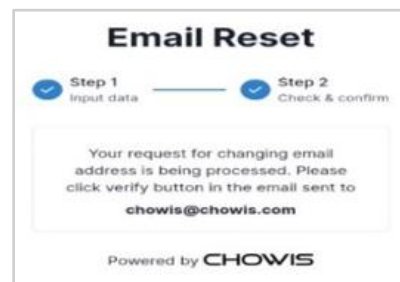 Email Reset
Step 1
Input data
Step 2
Check & confirm
Your request for changing email
address is being processed. Please
click verify button in the email sent to
chowis@chowis.com
Powered by CHOWIS